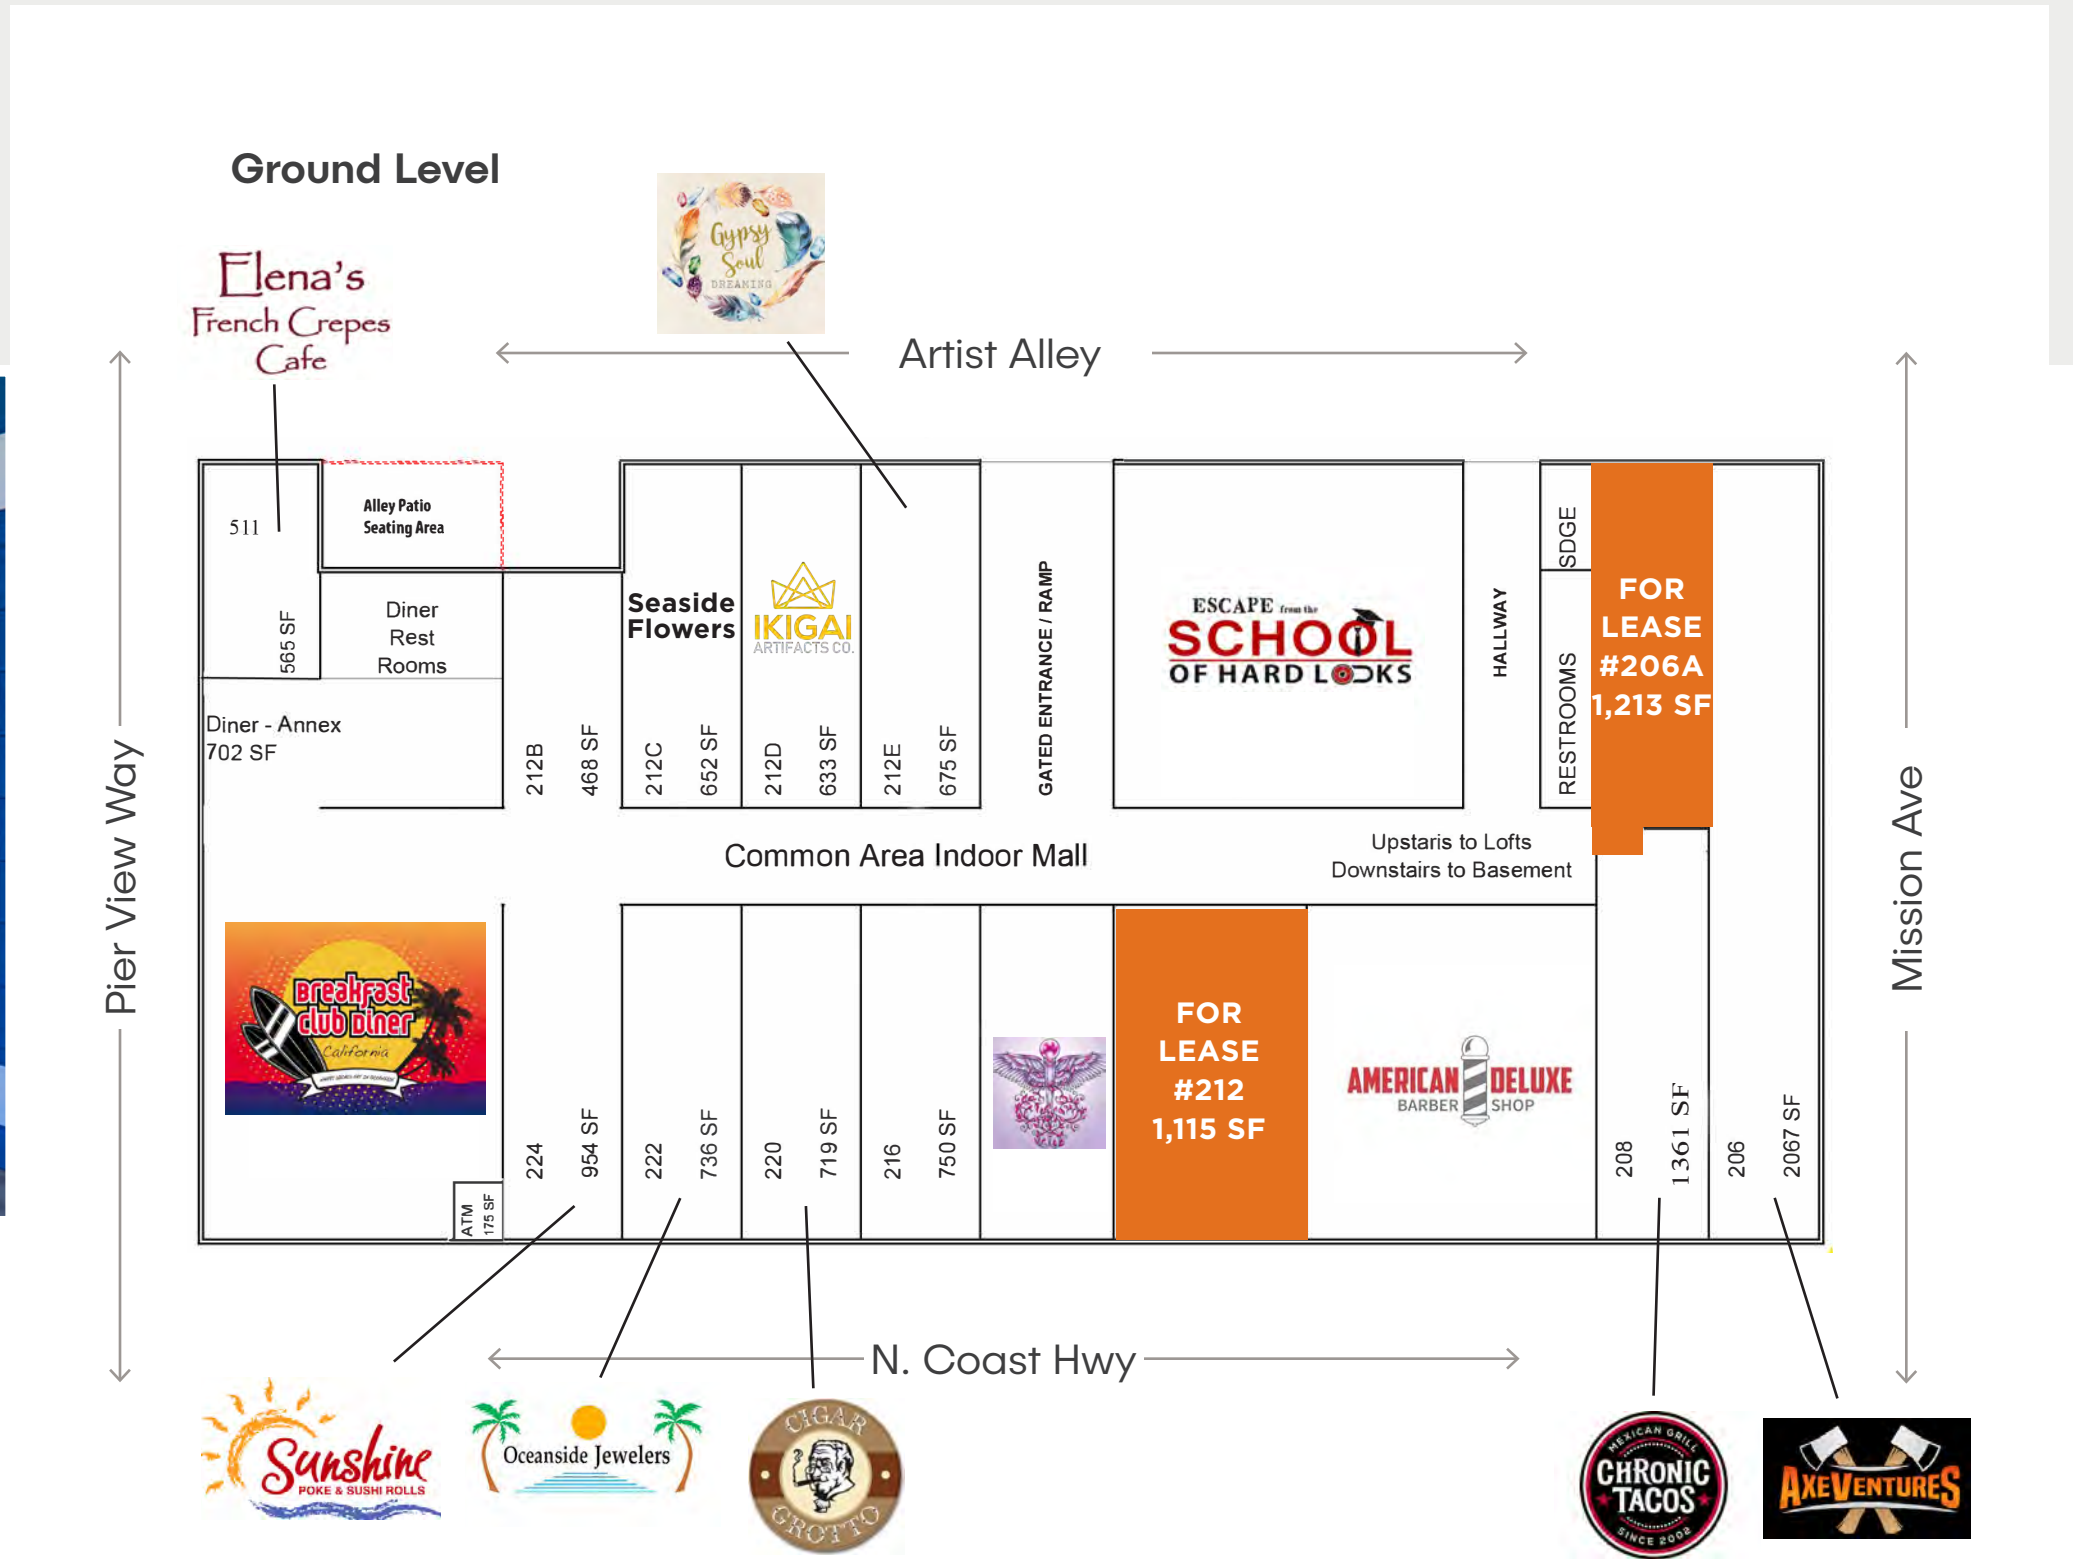 Ground Level
Elena's
French Crepes
Cafe
Gypsy
Soul
DREAMING
Artist Alley
Pier View Way
Mission Ave
511
565 SF
Alley Patio
Seating Area
Diner
Rest
Rooms
Diner - Annex
702 SF
212B
468 SF
Seaside
Flowers
212C
652 SF
IKIGAI
ARTIFACTS CO.
212D
633 SF
212E
675 SF
GATED ENTRANCE / RAMP
ESCAPE from the
SCHOOL
OF HARD LOCKS
HALLWAY
SDGE
RESTROOMS
FOR
LEASE
#206A
1,213 SF
Common Area Indoor Mall
Upstaris to Lofts
Downstairs to Basement
Breakfast
Club Diner
California
ATM
175 SF
224
954 SF
222
736 SF
220
719 SF
216
750 SF
FOR
LEASE
#212
1,115 SF
AMERICAN DELUXE
BARBER SHOP
208
1361 SF
206
2067 SF
N. Coast Hwy
Sunshine
POKE & SUSHI ROLLS
Oceanside Jewelers
CIGAR
GROTTO
MEXICAN GRILL
CHRONIC
TACOS
SINCE 2002
AXEVENTURES